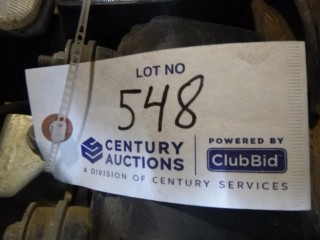 LOT NO
548
CENTURY AUCTIONS
POWERED BY
ClubBid
A DIVISION OF CENTURY SERVICES